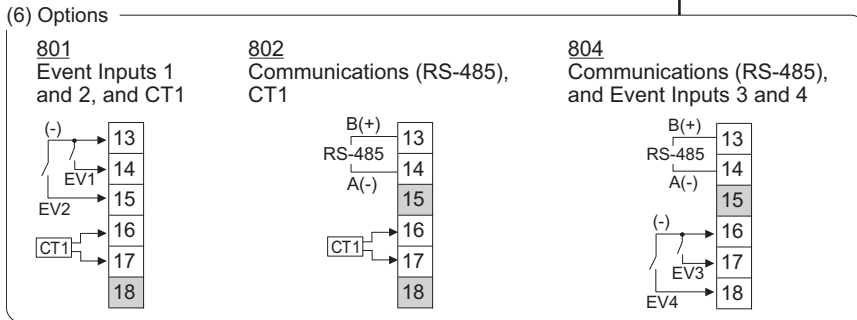 (6) Options
801
Event Inputs 1
and 2, and CT1
(-)
EV1
EV2
CT1
13
14
15
16
17
18
802
Communications (RS-485),
CT1
B(+)
RS-485
A(-)
CT1
13
14
15
16
17
18
804
Communications (RS-485),
and Event Inputs 3 and 4
B(+)
RS-485
A(-)
(-)
EV3
EV4
13
14
15
16
17
18